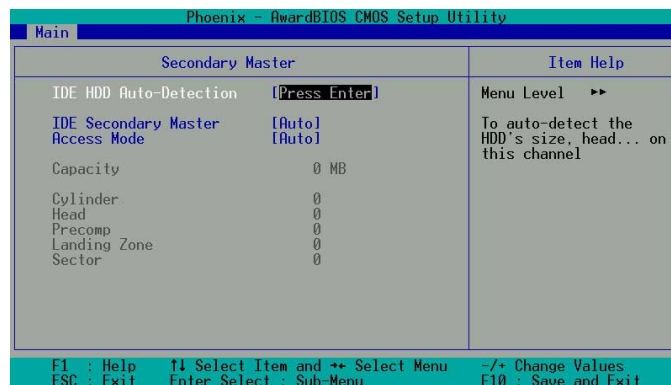 Phoenix - AwardBIOS CMOS Setup Utility
Main
Secondary Master
Item Help
IDE HDD Auto-Detection [Press Enter]
IDE Secondary Master [Auto]
Access Mode [Auto]
Capacity 0 MB
Cylinder 0
Head 0
Precomp 0
Landing Zone 0
Sector 0
Menu Level ▸▸
To auto-detect the
HDD's size, head... on
this channel
F1 : Help ↑↓ Select Item and →← Select Menu -/+ Change Values
ESC : Exit Enter Select : Sub-Menu F10 : Save and Exit